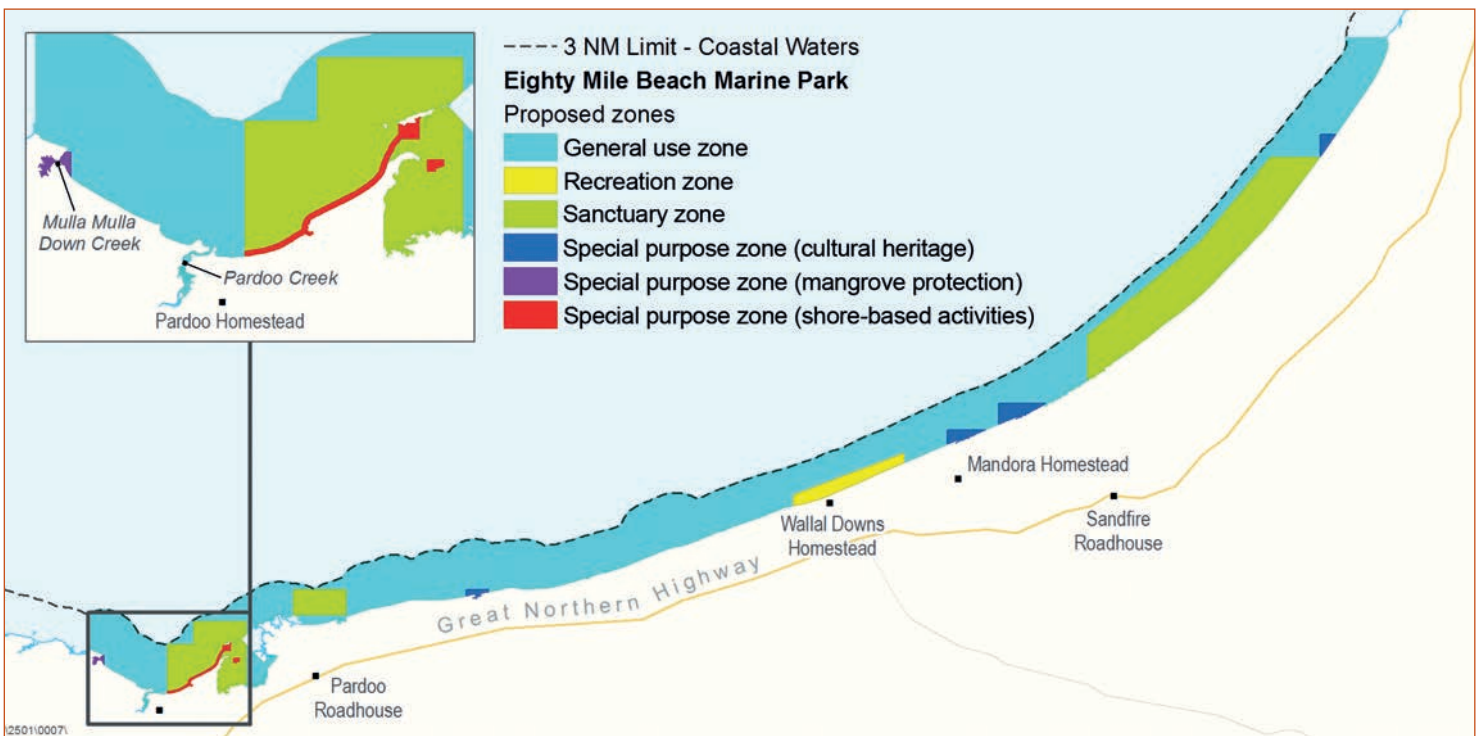 3 NM Limit - Coastal Waters
Eighty Mile Beach Marine Park
Proposed zones
General use zone
Recreation zone
Sanctuary zone
Special purpose zone (cultural heritage)
Special purpose zone (mangrove protection)
Special purpose zone (shore-based activities)
Mulla Mulla
Down Creek
Pardoo Creek
Pardoo Homestead
Mandora Homestead
Wallal Downs
Homestead
Sandfire
Roadhouse
Great Northern Highway
Pardoo
Roadhouse
\2501\0007\